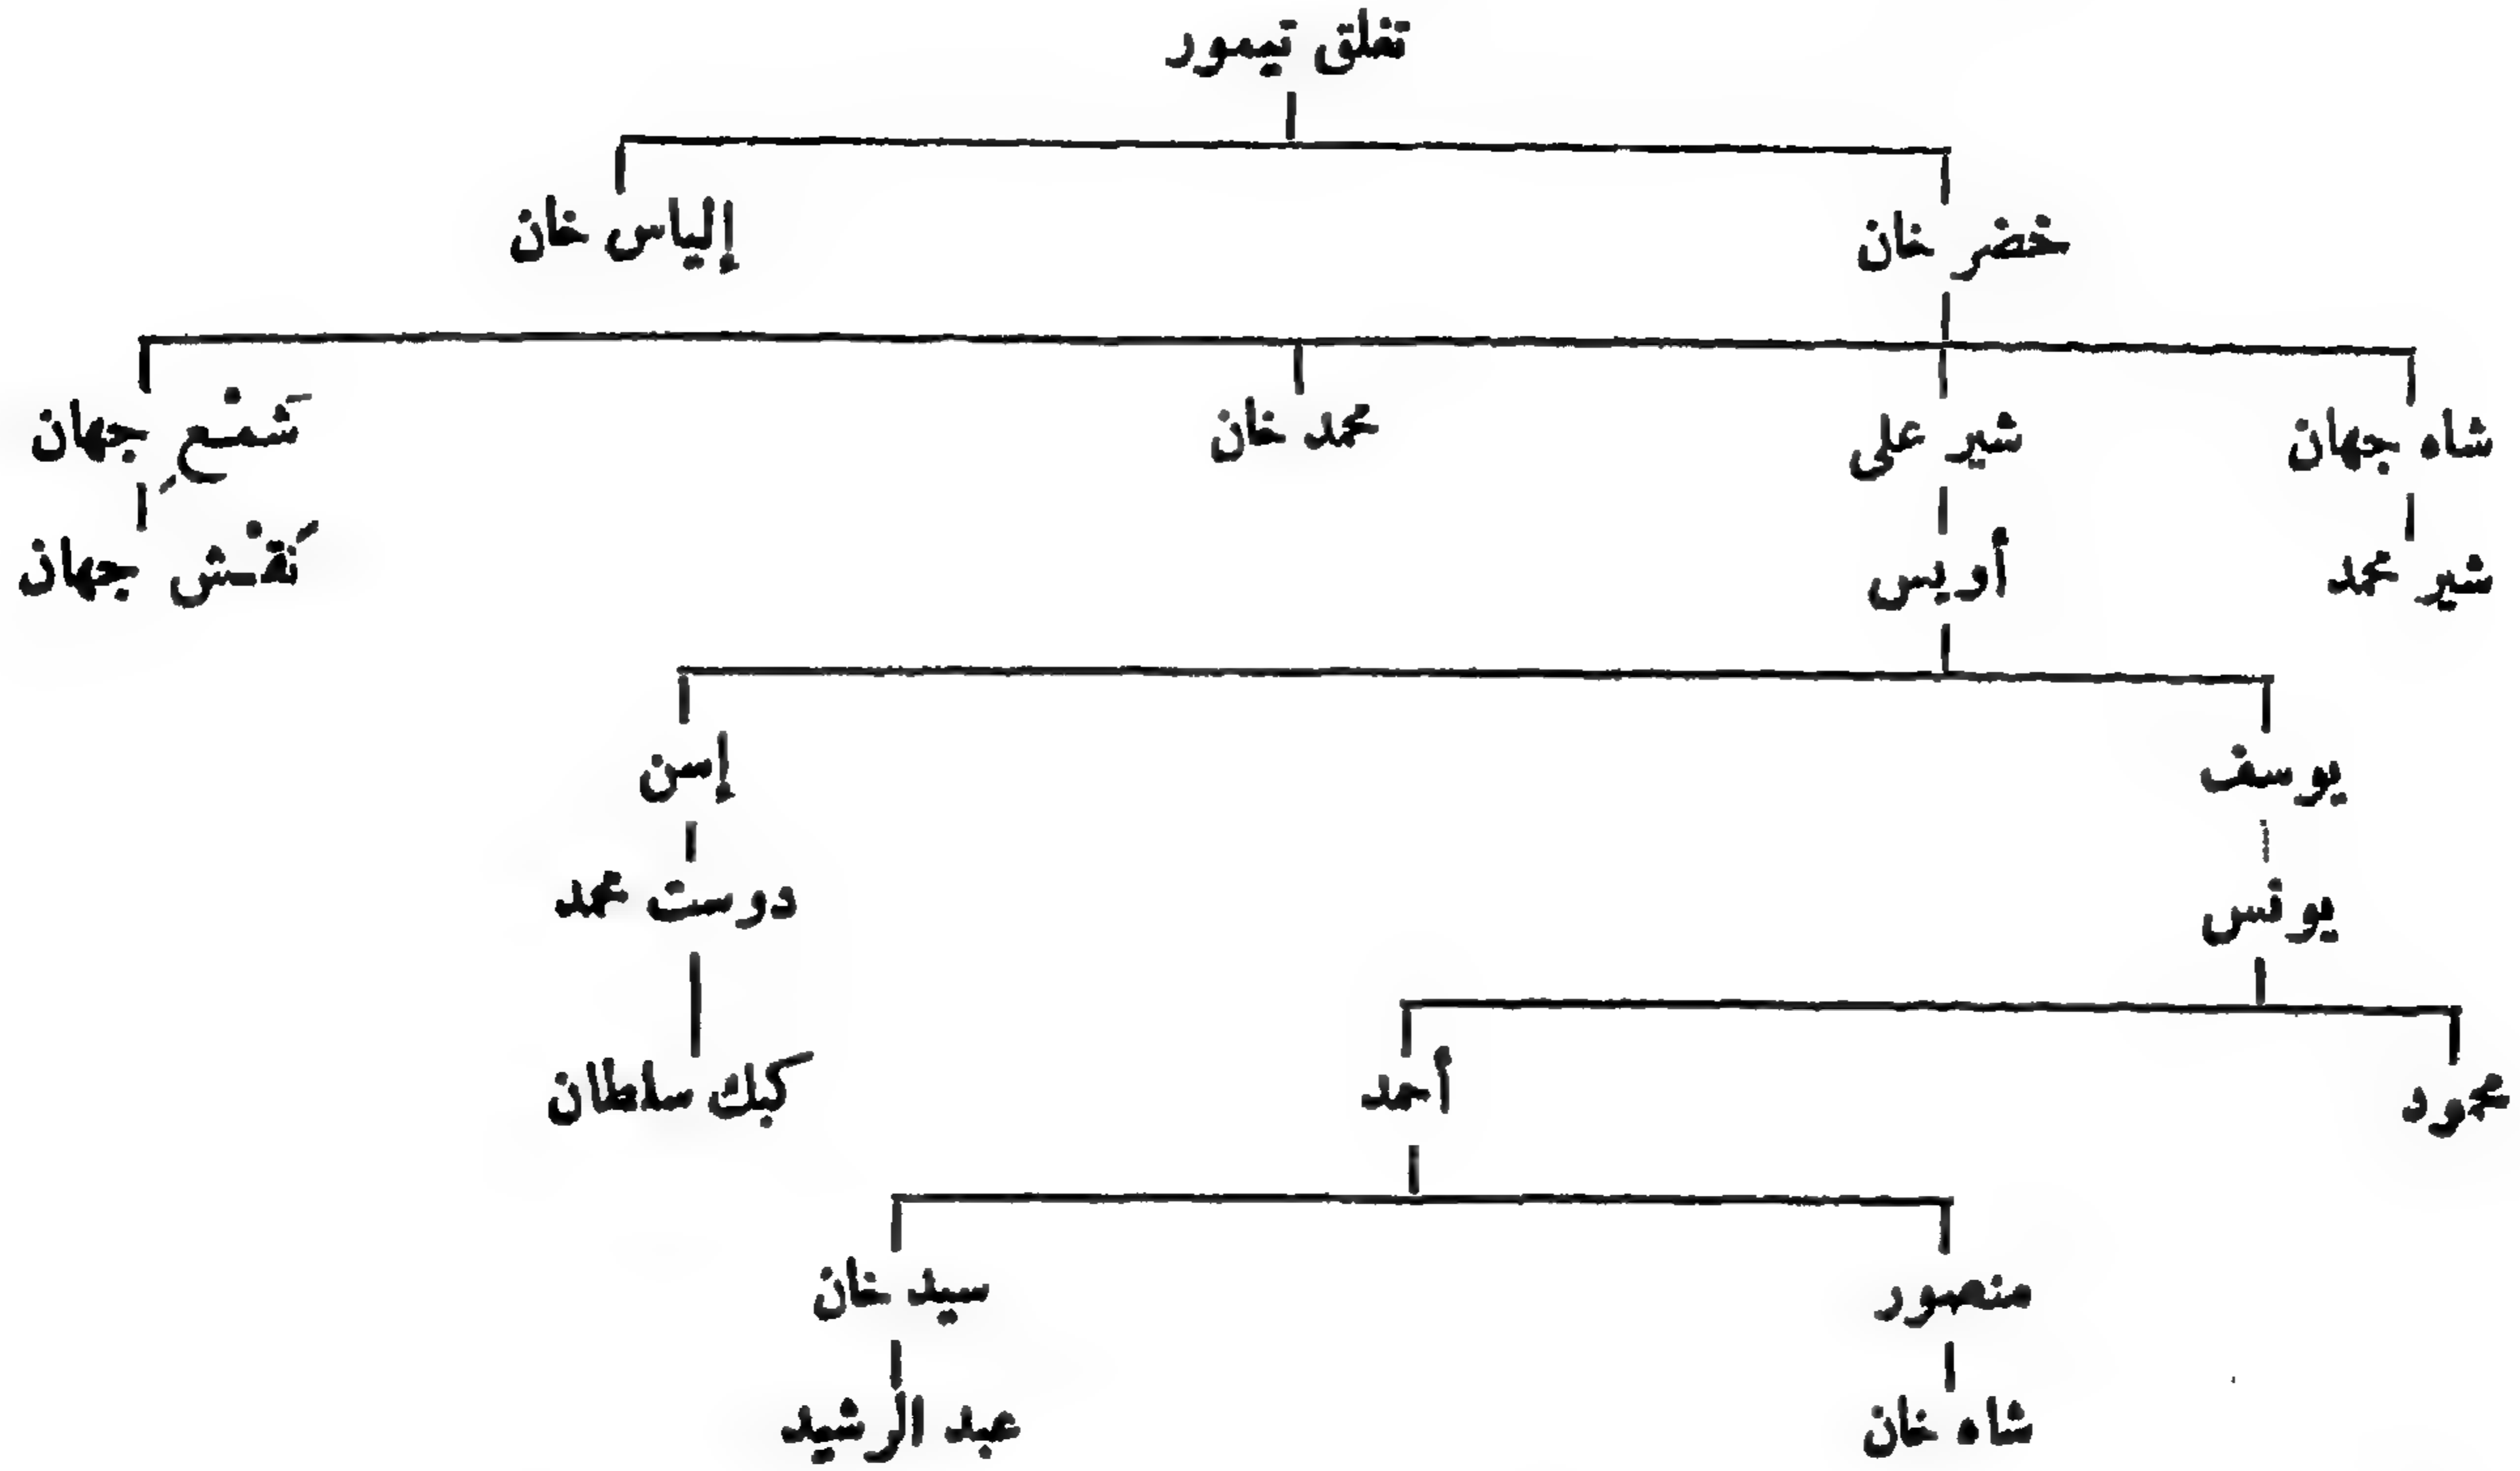 تغلق تيمور
خضر خان
إلياس خان
شاه جهان
شير على
محمد خان
شمع جهان
شير محمد
أويس
نقش جهان
يوسف
إسن
يونس
دوست محمد
محمود
أحمد
كبك سلطان
منصور
سيد خان
شاه خان
عبد الرشيد